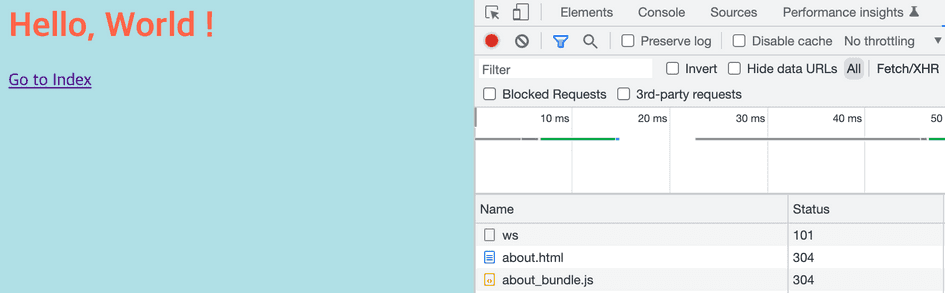 Hello, World !
Go to Index
Elements Console Sources Performance insights
Preserve log Disable cache No throttling
Filter Invert Hide data URLs All Fetch/XHR
Blocked Requests 3rd-party requests
10 ms 20 ms 30 ms 40 ms 50
Name Status
ws 101
about.html 304
about_bundle.js 304